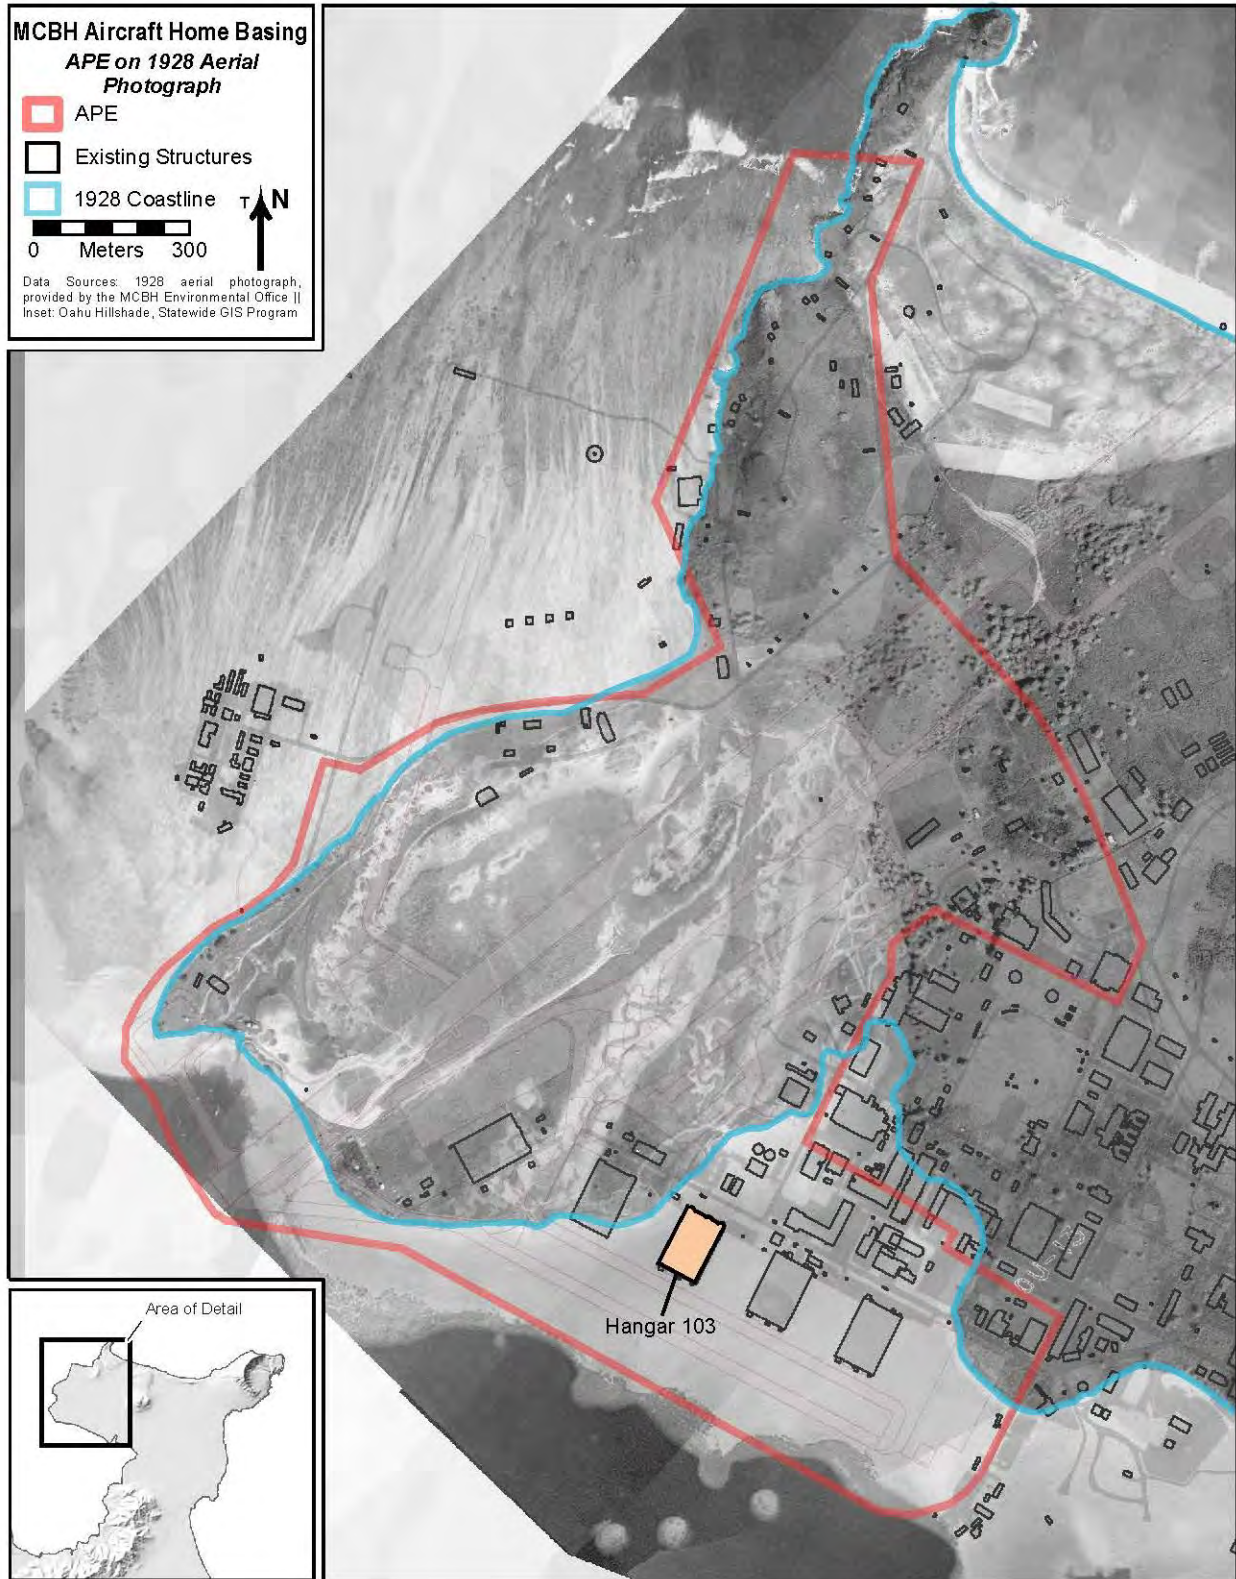 MCBH Aircraft Home Basing
APE on 1928 Aerial
Photograph
APE
Existing Structures
1928 Coastline
T N
0 Meters 300
Data Sources: 1928 aerial photograph,
provided by the MCBH Environmental Office ||
Inset: Oahu Hillshade, Statewide GIS Program
Hangar 103
Area of Detail